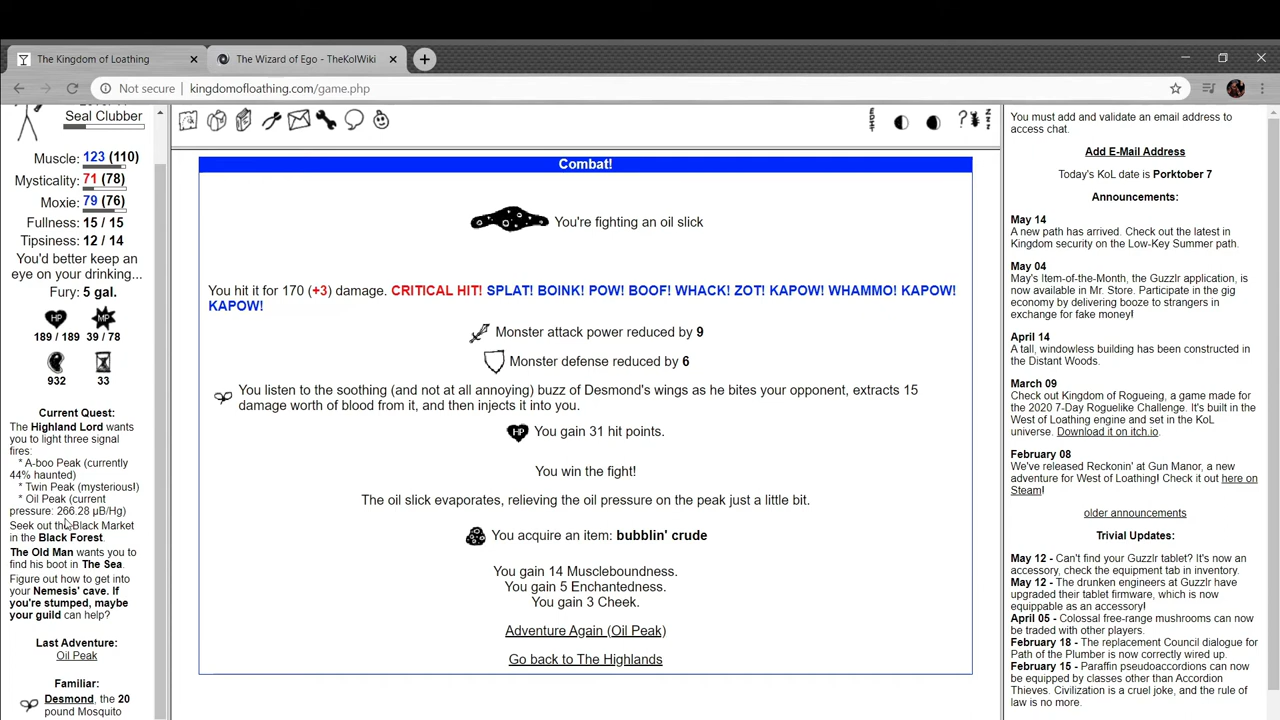 The Kingdom of Loathing
The Wizard of Ego - TheKolWiki
Not secure
kingdomofloathing.com/game.php
Seal Clubber
Muscle: 123 (110)
Mysticality: 71 (78)
Moxie: 79 (76)
Fullness: 15 / 15
Tipsiness: 12 / 14
You'd better keep an
eye on your drinking...
Fury: 5 gal.
HP
MP
189 / 189
39 / 78
932
33
Current Quest:
The Highland Lord wants
you to light three signal
fires:
* A-boo Peak (currently
44% haunted)
* Twin Peak (mysterious!)
* Oil Peak (current
pressure: 266.28 µB/Hg)
Seek out the Black Market
in the Black Forest.
The Old Man wants you to
find his boot in The Sea.
Figure out how to get into
your Nemesis' cave. If
you're stumped, maybe
your guild can help?
Last Adventure:
Oil Peak
Familiar:
Desmond, the 20
pound Mosquito
EDIT
Zzz
Combat!
You're fighting an oil slick
You hit it for 170 (+3) damage. CRITICAL HIT! SPLAT! BOINK! POW! BOOF! WHACK! ZOT! KAPOW! WHAMMO! KAPOW!
KAPOW!
Monster attack power reduced by 9
Monster defense reduced by 6
You listen to the soothing (and not at all annoying) buzz of Desmond's wings as he bites your opponent, extracts 15
damage worth of blood from it, and then injects it into you.
HP
You gain 31 hit points.
You win the fight!
The oil slick evaporates, relieving the oil pressure on the peak just a little bit.
You acquire an item: bubblin' crude
You gain 14 Muscleboundness.
You gain 5 Enchantedness.
You gain 3 Cheek.
Adventure Again (Oil Peak)
Go back to The Highlands
You must add and validate an email address to
access chat.
Add E-Mail Address
Today's KoL date is Porktober 7
Announcements:
May 14
A new path has arrived. Check out the latest in
Kingdom security on the Low-Key Summer path.
May 04
May's Item-of-the-Month, the Guzzlr application, is
now available in Mr. Store. Participate in the gig
economy by delivering booze to strangers in
exchange for fake money!
April 14
A tall, windowless building has been constructed in
the Distant Woods.
March 09
Check out Kingdom of Rogueing, a game made for
the 2020 7-Day Roguelike Challenge. It's built in the
West of Loathing engine and set in the KoL
universe. Download it on itch.io.
February 08
We've released Reckonin' at Gun Manor, a new
adventure for West of Loathing! Check it out here on
Steam!
older announcements
Trivial Updates:
May 12 - Can't find your Guzzlr tablet? It's now an
accessory, check the equipment tab in inventory.
May 12 - The drunken engineers at Guzzlr have
upgraded their tablet firmware, which is now
equippable as an accessory!
April 05 - Colossal free-range mushrooms can now
be traded with other players.
February 18 - The replacement Council dialogue for
Path of the Plumber is now correctly wired up.
February 15 - Paraffin pseudoaccordions can now
be equipped by classes other than Accordion
Thieves. Civilization is a cruel joke, and the rule of
law is no more.